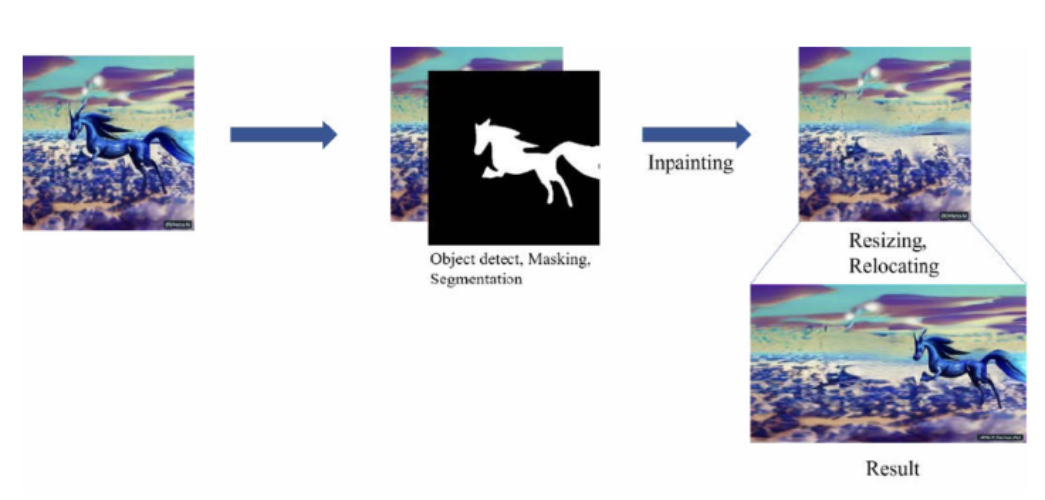 Inpainting
Object detect, Masking,
Segmentation
Resizing,
Relocating
Result